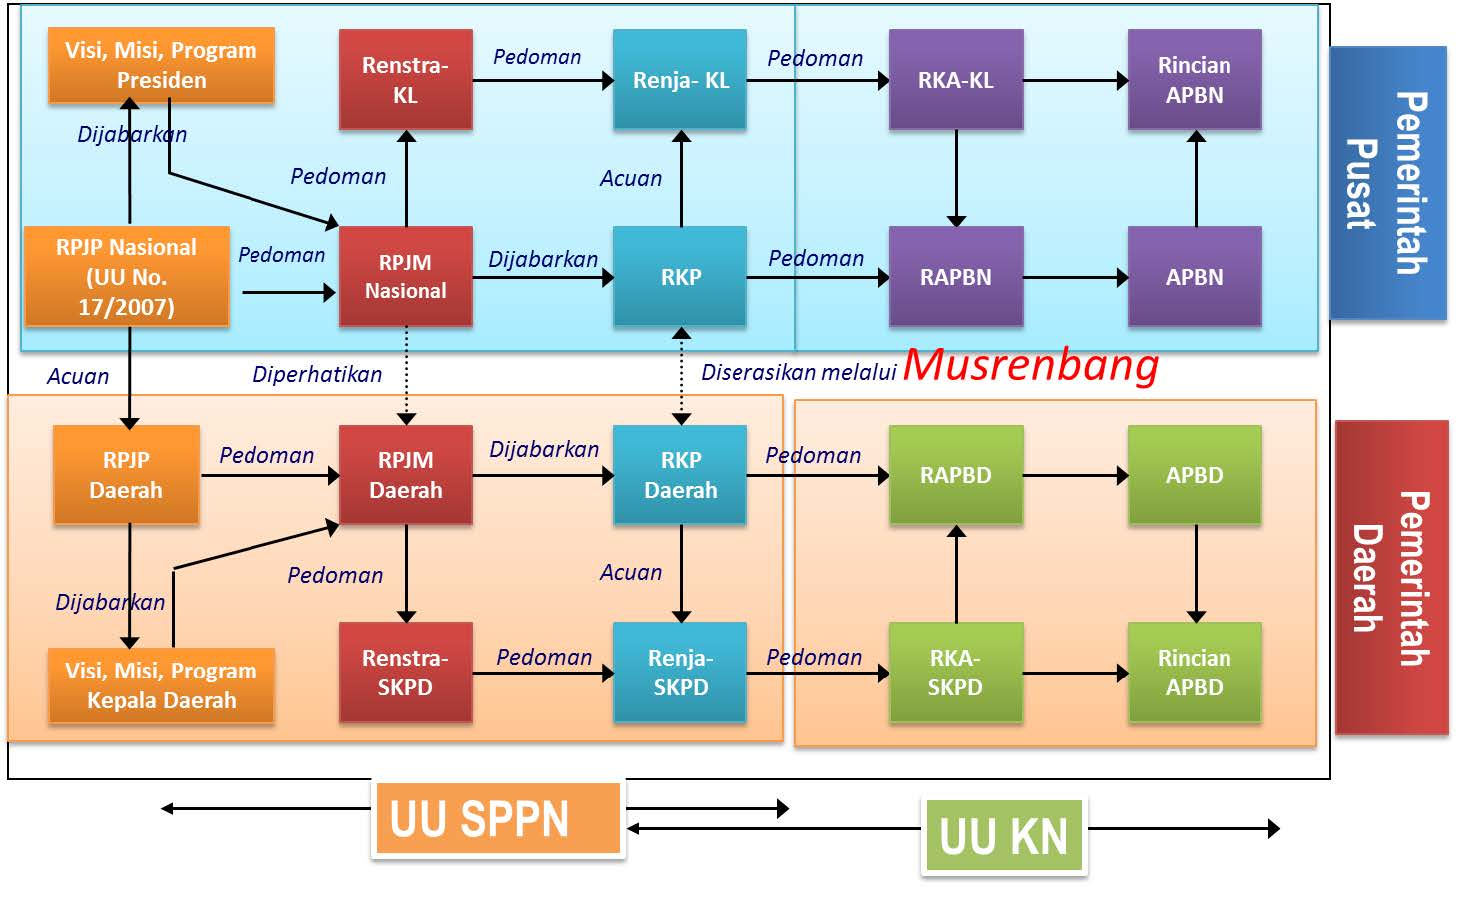 Visi, Misi, Program
Presiden
Renstra-
KL
Pedoman
Renja- KL
Pedoman
RKA-KL
Rincian
APBN
Pemerintah
Pusat
Dijabarkan
Pedoman
Acuan
RPJP Nasional
(UU No.
17/2007)
Pedoman
RPJM
Nasional
Dijabarkan
RKP
Pedoman
RAPBN
APBN
Acuan
Diperhatikan
Diserasikan melalui Musrenbang
RPJP
Daerah
Pedoman
RPJM
Daerah
Dijabarkan
RKP
Daerah
Pedoman
RAPBD
APBD
Pemerintah
Daerah
Dijabarkan
Pedoman
Acuan
Visi, Misi, Program
Kepala Daerah
Renstra-
SKPD
Pedoman
Renja-
SKPD
Pedoman
RKA-
SKPD
Rincian
APBD
UU SPPN
UU KN